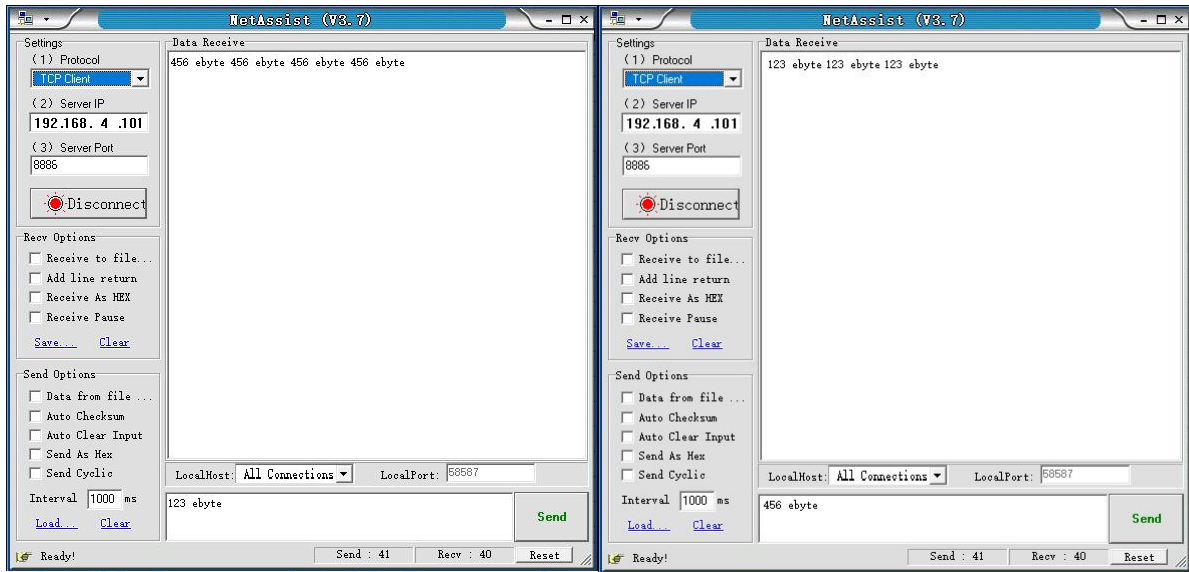 NetAssist (V3.7)
Settings
(1) Protocol
TCP Client
(2) Server IP
192.168. 4 .101
(3) Server Port
8886
Disconnect
Recv Options
Receive to file...
Add line return
Receive As HEX
Receive Pause
Save... Clear
Send Options
Data from file ...
Auto Checksum
Auto Clear Input
Send As Hex
Send Cyclic
Interval 1000 ms
Load... Clear
Data Receive
456 ebyte 456 ebyte 456 ebyte 456 ebyte
LocalHost: All Connections LocalPort: 58587
123 ebyte
Send
Ready! Send : 41 Recv : 40 Reset
NetAssist (V3.7)
Settings
(1) Protocol
TCP Client
(2) Server IP
192.168. 4 .101
(3) Server Port
8886
Disconnect
Recv Options
Receive to file...
Add line return
Receive As HEX
Receive Pause
Save... Clear
Send Options
Data from file ...
Auto Checksum
Auto Clear Input
Send As Hex
Send Cyclic
Interval 1000 ms
Load... Clear
Data Receive
123 ebyte 123 ebyte 123 ebyte
LocalHost: All Connections LocalPort: 58587
456 ebyte
Send
Ready! Send : 41 Recv : 40 Reset